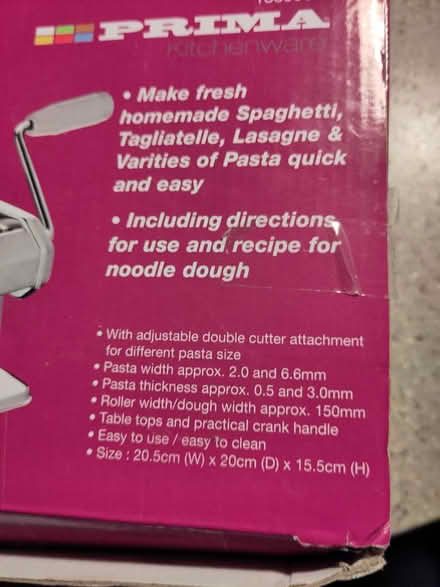 PRIMA
Kitchenware
• Make fresh
homemade Spaghetti,
Tagliatelle, Lasagne &
Varities of Pasta quick
and easy
• Including directions
for use and recipe for
noodle dough
• With adjustable double cutter attachment
for different pasta size
• Pasta width approx. 2.0 and 6.6mm
• Pasta thickness approx. 0.5 and 3.0mm
• Roller width/dough width approx. 150mm
• Table tops and practical crank handle
• Easy to use / easy to clean
• Size : 20.5cm (W) x 20cm (D) x 15.5cm (H)